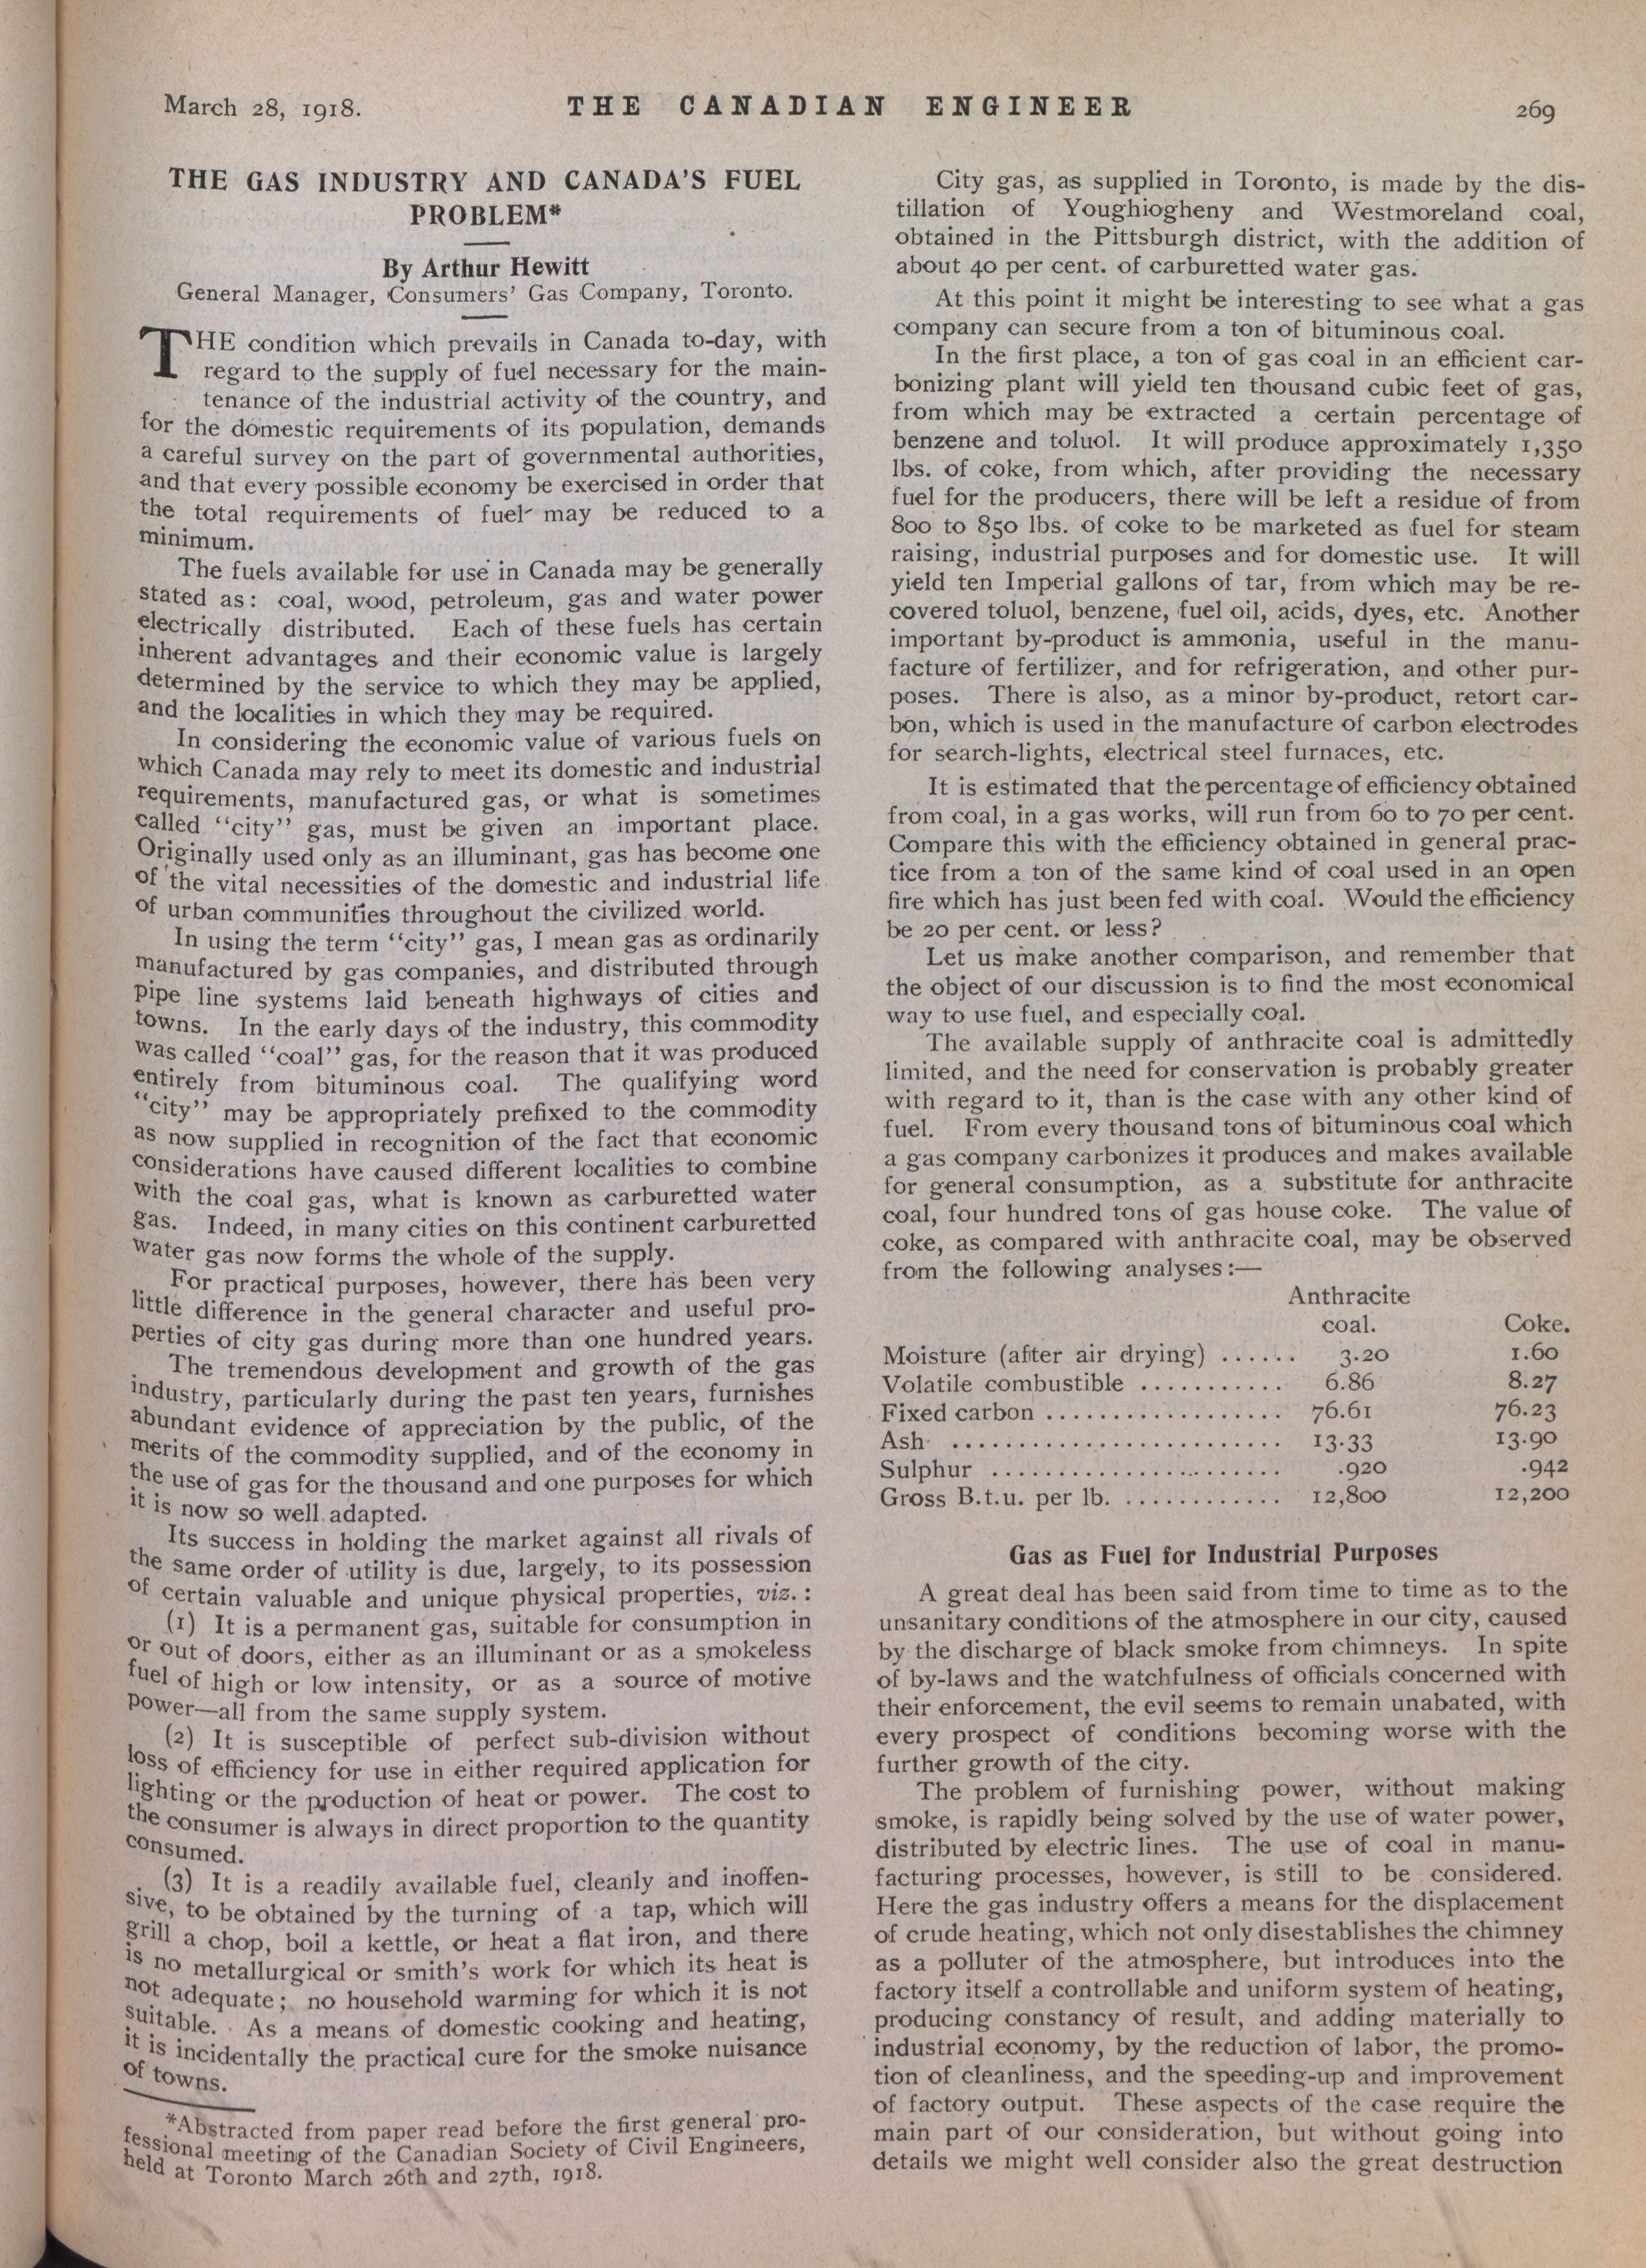 March 28, 1918.
THE CANADIAN ENGINEER
269
THE GAS INDUSTRY AND CANADA'S FUEL
PROBLEM*
By Arthur Hewitt
General Manager, Consumers' Gas Company, Toronto.
THE condition which prevails in Canada to-day, with
regard to the supply of fuel necessary for the main-
tenance of the industrial activity of the country, and
for the domestic requirements of its population, demands
a careful survey on the part of governmental authorities,
and that every possible economy be exercised in order that
the total requirements of fuel may be reduced to a
minimum.
The fuels available for use in Canada may be generally
stated as: coal, wood, petroleum, gas and water power
electrically distributed. Each of these fuels has certain
inherent advantages and their economic value is largely
determined by the service to which they may be applied,
and the localities in which they may be required.
In considering the economic value of various fuels on
which Canada may rely to meet its domestic and industrial
requirements, manufactured gas, or what is sometimes
called "city" gas, must be given an important place.
Originally used only as an illuminant, gas has become one
of the vital necessities of the domestic and industrial life
of urban communities throughout the civilized world.
In using the term "city" gas, I mean gas as ordinarily
manufactured by gas companies, and distributed through
pipe line systems laid beneath highways of cities and
towns. In the early days of the industry, this commodity
was called "coal" gas, for the reason that it was produced
entirely from bituminous coal. The qualifying word
"city" may be appropriately prefixed to the commodity
as now supplied in recognition of the fact that economic
considerations have caused different localities to combine
with the coal gas, what is known as carburetted water
gas. Indeed, in many cities on this continent carburetted
water gas now forms the whole of the supply.
For practical purposes, however, there has been very
little difference in the general character and useful pro-
perties of city gas during more than one hundred years.
The tremendous development and growth of the gas
industry, particularly during the past ten years, furnishes
abundant evidence of appreciation by the public, of the
merits of the commodity supplied, and of the economy in
the use of gas for the thousand and one purposes for which
it is now so well adapted.
Its success in holding the market against all rivals of
the same order of utility is due, largely, to its possession
of certain valuable and unique physical properties, viz.:
(1) It is a permanent gas, suitable for consumption in
or out of doors, either as an illuminant or as a smokeless
fuel of high or low intensity, or as a source of motive
power—all from the same supply system.
(2) It is susceptible of perfect sub-division without
loss of efficiency for use in either required application for
lighting or the production of heat or power. The cost to
the consumer is always in direct proportion to the quantity
consumed.
(3) It is a readily available fuel, cleanly and inoffen-
sive, to be obtained by the turning of a tap, which will
grill a chop, boil a kettle, or heat a flat iron, and there
is no metallurgical or smith's work for which its heat is
not adequate; no household warming for which it is not
suitable. As a means of domestic cooking and heating,
it is incidentally the practical cure for the smoke nuisance
of towns.
*Abstracted from paper read before the first general pro-
fessional meeting of the Canadian Society of Civil Engineers,
held at Toronto March 26th and 27th, 1918.
City gas, as supplied in Toronto, is made by the dis-
tillation of Youghiogheny and Westmoreland coal,
obtained in the Pittsburgh district, with the addition of
about 40 per cent. of carburetted water gas.
At this point it might be interesting to see what a gas
company can secure from a ton of bituminous coal.
In the first place, a ton of gas coal in an efficient car-
bonizing plant will yield ten thousand cubic feet of gas,
from which may be extracted a certain percentage of
benzene and toluol. It will produce approximately 1,350
lbs. of coke, from which, after providing the necessary
fuel for the producers, there will be left a residue of from
800 to 850 lbs. of coke to be marketed as fuel for steam
raising, industrial purposes and for domestic use. It will
yield ten Imperial gallons of tar, from which may be re-
covered toluol, benzene, fuel oil, acids, dyes, etc. Another
important by-product is ammonia, useful in the manu-
facture of fertilizer, and for refrigeration, and other pur-
poses. There is also, as a minor by-product, retort car-
bon, which is used in the manufacture of carbon electrodes
for search-lights, electrical steel furnaces, etc.
It is estimated that the percentage of efficiency obtained
from coal, in a gas works, will run from 60 to 70 per cent.
Compare this with the efficiency obtained in general prac-
tice from a ton of the same kind of coal used in an open
fire which has just been fed with coal. Would the efficiency
be 20 per cent. or less?
Let us make another comparison, and remember that
the object of our discussion is to find the most economical
way to use fuel, and especially coal.
The available supply of anthracite coal is admittedly
limited, and the need for conservation is probably greater
with regard to it, than is the case with any other kind of
fuel. From every thousand tons of bituminous coal which
a gas company carbonizes it produces and makes available
for general consumption, as a substitute for anthracite
coal, four hundred tons of gas house coke. The value of
coke, as compared with anthracite coal, may be observed
from the following analyses:—
Anthracite
coal. Coke.
Moisture (after air drying) ...... 3.20 1.60
Volatile combustible ........... 6.86 8.27
Fixed carbon .................. 76.61 76.23
Ash ......................... 13.33 13.90
Sulphur ...................... .920 .942
Gross B.t.u. per lb. ............ 12,800 12,200
Gas as Fuel for Industrial Purposes
A great deal has been said from time to time as to the
unsanitary conditions of the atmosphere in our city, caused
by the discharge of black smoke from chimneys. In spite
of by-laws and the watchfulness of officials concerned with
their enforcement, the evil seems to remain unabated, with
every prospect of conditions becoming worse with the
further growth of the city.
The problem of furnishing power, without making
smoke, is rapidly being solved by the use of water power,
distributed by electric lines. The use of coal in manu-
facturing processes, however, is still to be considered.
Here the gas industry offers a means for the displacement
of crude heating, which not only disestablishes the chimney
as a polluter of the atmosphere, but introduces into the
factory itself a controllable and uniform system of heating,
producing constancy of result, and adding materially to
industrial economy, by the reduction of labor, the promo-
tion of cleanliness, and the speeding-up and improvement
of factory output. These aspects of the case require the
main part of our consideration, but without going into
details we might well consider also the great destruction